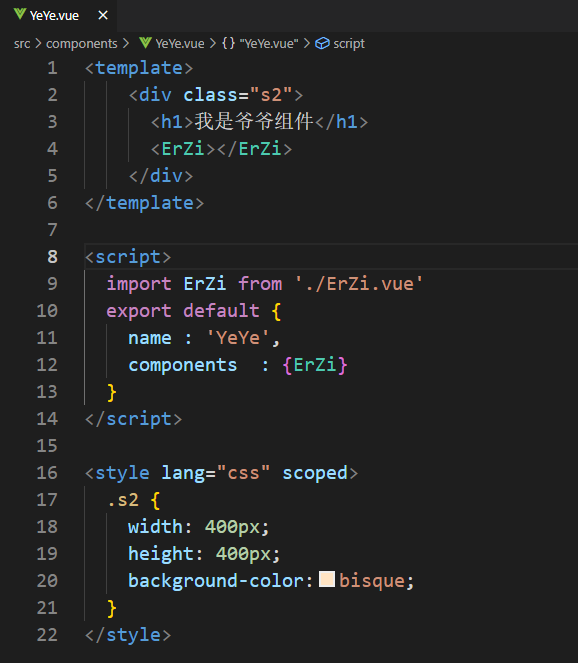 YeYe.vue ×
src > components > YeYe.vue > {} "YeYe.vue" > script
1 <template>
2 <div class="s2">
3 <h1>我是爷爷组件</h1>
4 <ErZi></ErZi>
5 </div>
6 </template>
7
8 <script>
9 import ErZi from './ErZi.vue'
10 export default {
11 name : 'YeYe',
12 components  : {ErZi}
13 }
14 </script>
15
16 <style lang="css" scoped>
17 .s2 {
18 width: 400px;
19 height: 400px;
20 background-color: bisque;
21 }
22 </style>